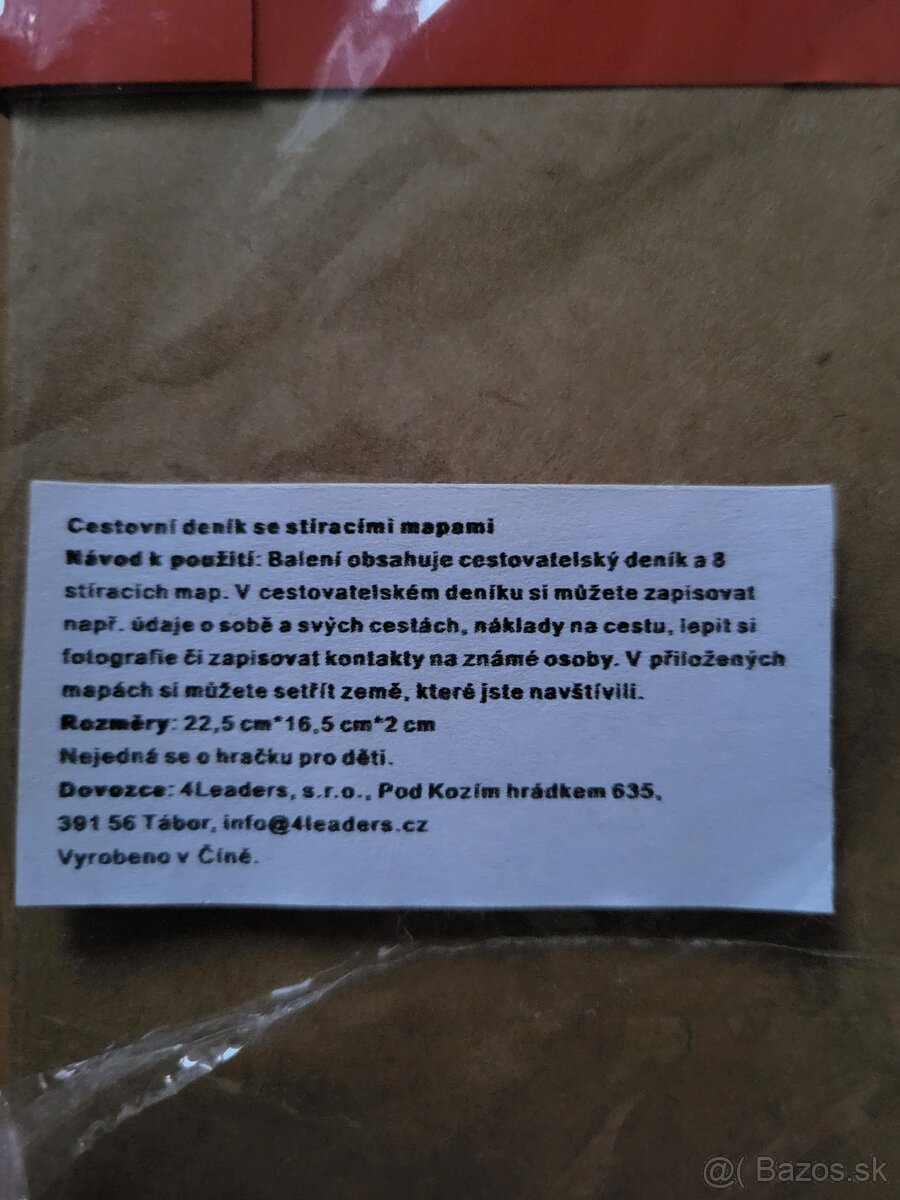 Cestovní deník se stíracími mapami
Návod k použití: Balení obsahuje cestovatelský deník a 8
stíracích map. V cestovatelském deníku si můžete zapisovat
např. údaje o sobě a svých cestách, náklady na cestu, lepit si
fotografie či zapisovat kontakty na známé osoby. V přiložených
mapách si můžete setřít země, které jste navštívili.
Rozměry: 22,5 cm*16,5 cm*2 cm
Nejedná se o hračku pro děti.
Dovozce: 4Leaders, s.r.o., Pod Kozím hrádkem 635,
391 56 Tábor, info@4leaders.cz
Vyrobeno v Číně.
@( Bazos.sk